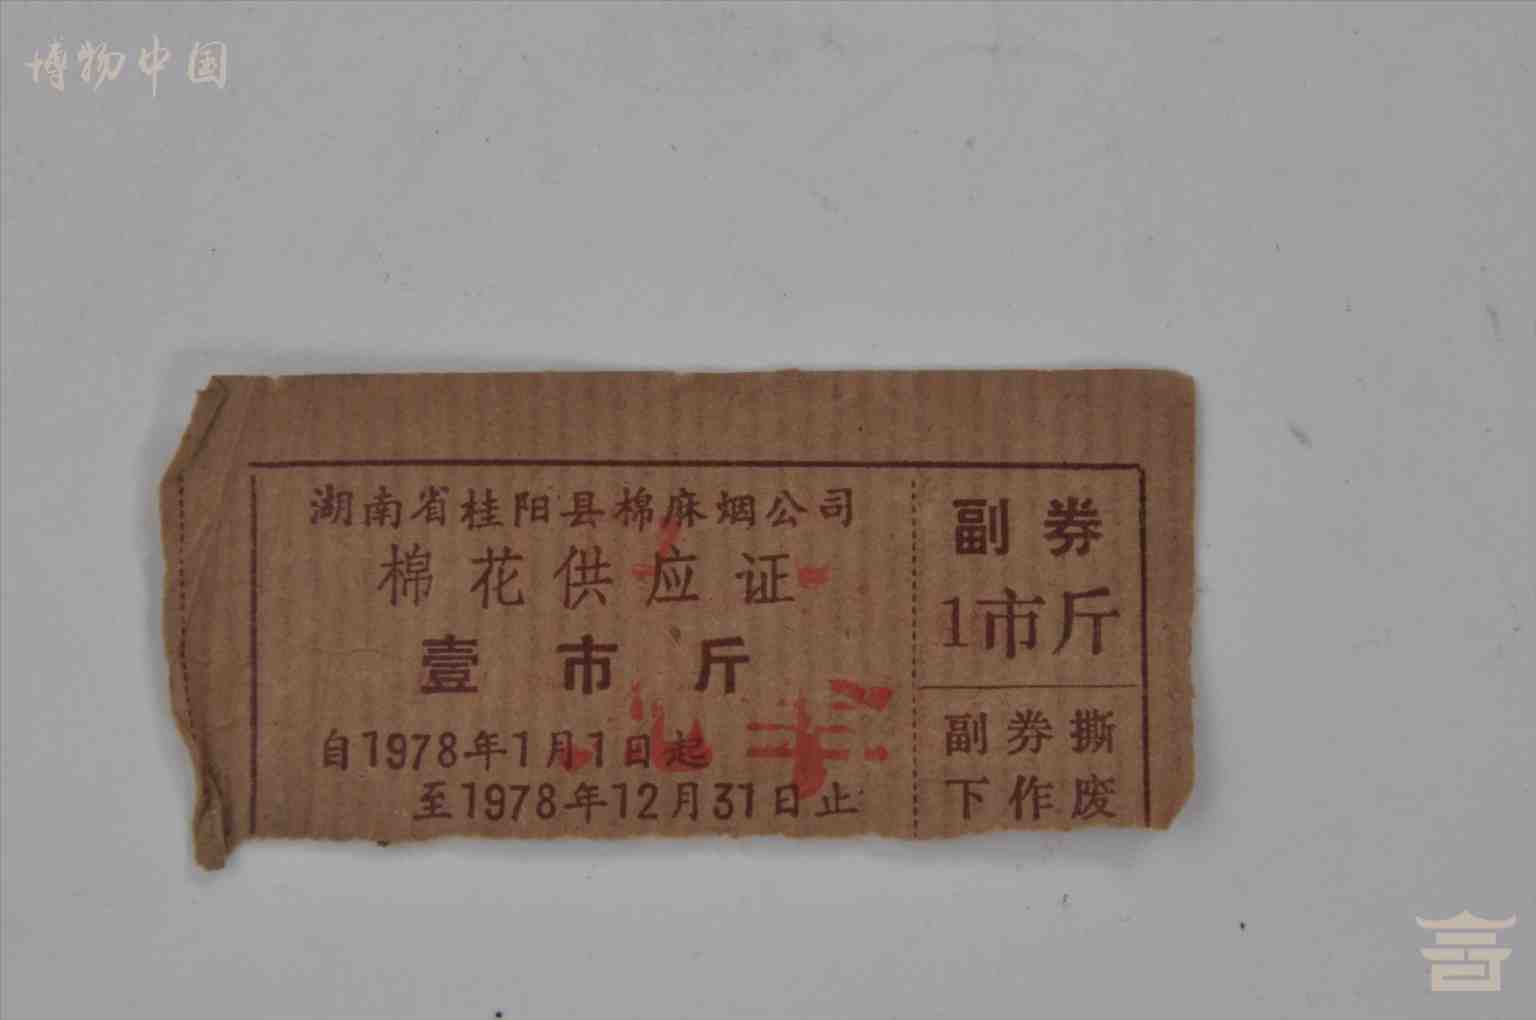 博物中国
湖南省桂阳县棉麻烟公司
棉花供应证
壹市斤
自1978年1月1日起
至1978年12月31日止
副券
1市斤
副券撕
下作废